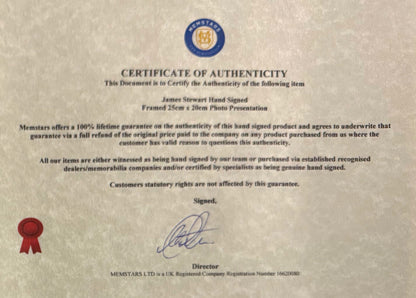 MEMSTARS
CERTIFICATE OF AUTHENTICITY
This Document is to Certify the Authenticity of the following item
James Stewart Hand Signed
Framed 25cm x 20cm Photo Presentation
Memstars offers a 100% lifetime guarantee on the authenticity of this hand signed product and agrees to underwrite that
guarantee via a full refund of the original price paid to the company on any product purchased from us where the
customer has valid reason to questions this authenticity.
All our items are either witnessed as being hand signed by our team or purchased via established recognised
dealers/memorabilia companies and/or certified by specialists as being genuine hand signed.
Customers statutory rights are not affected by this guarantee.
Signed,
Director
MEMSTARS LTD is a UK Registered Company Registration Number 16620080